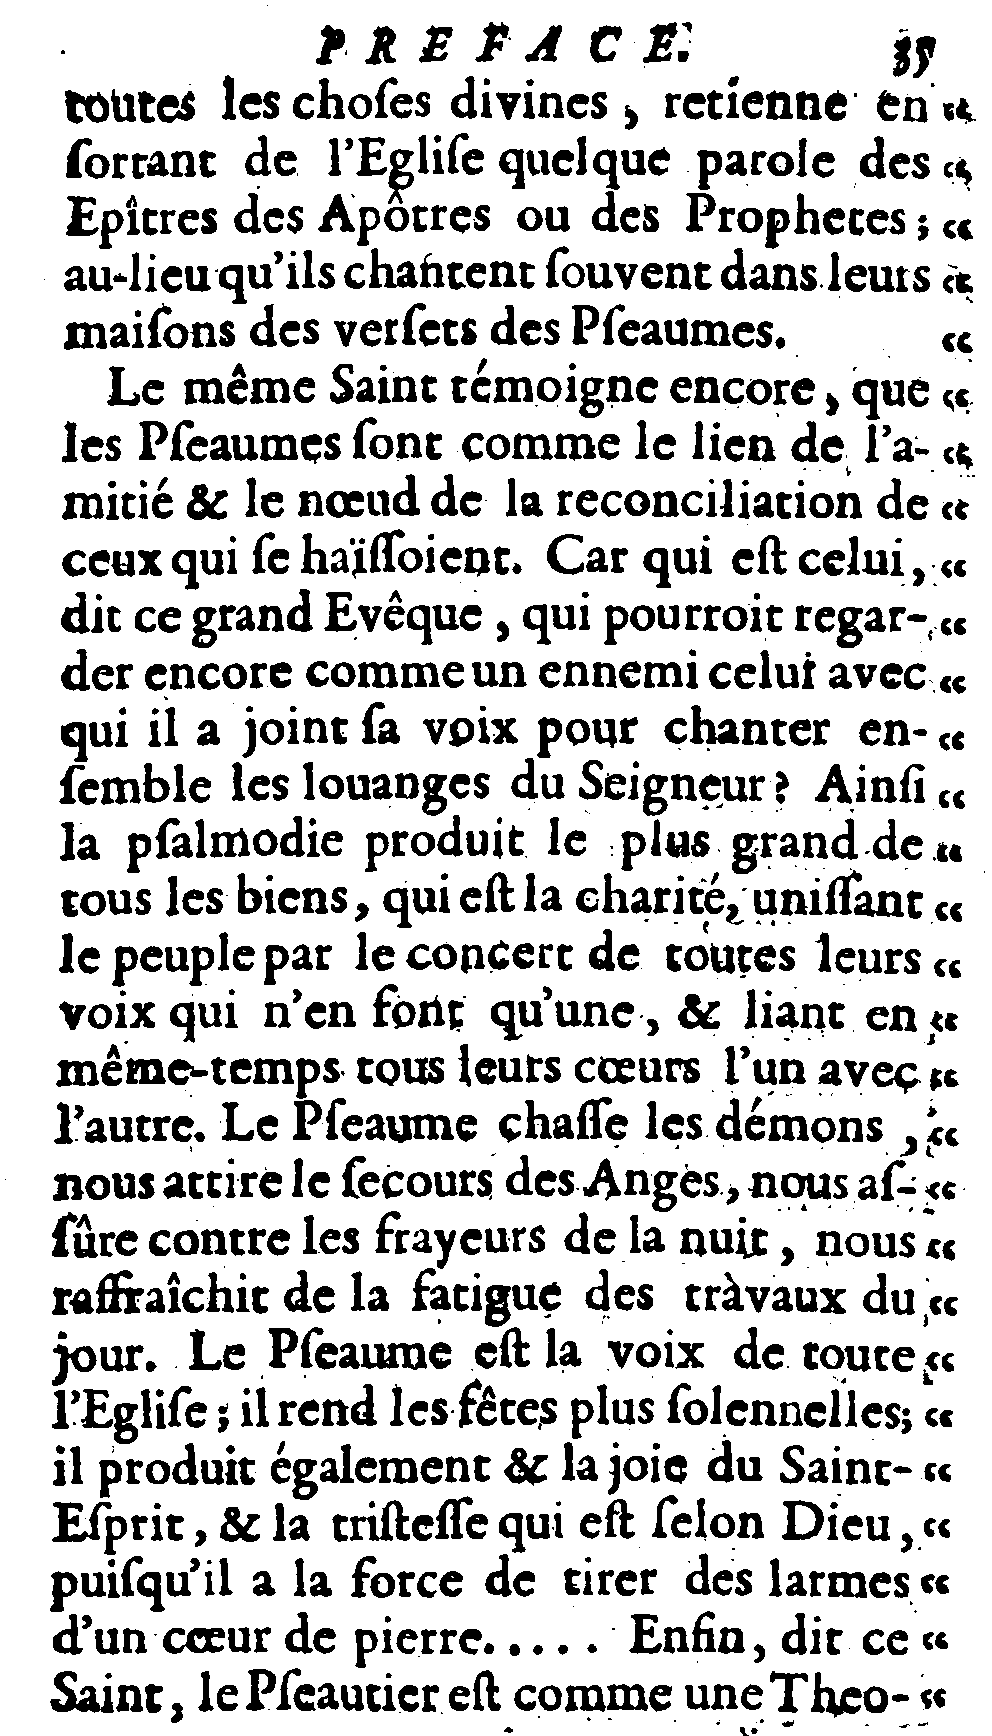 PREFACE. 35
toutes les choſes divines, retienne en “
ſortant de l'Egliſe quelque parole des “
Epîtres des Apôtres ou des Prophetes; “
au-lieu qu'ils chantent ſouvent dans leurs “
maiſons des verſets des Pſeaumes. “
Le même Saint témoigne encore, que “
les Pſeaumes ſont comme le lien de l'a- “
mitié & le nœud de la reconciliation de “
ceux qui ſe haïſſoient. Car qui eſt celui, “
dit ce grand Evêque, qui pourroit regar- “
der encore comme un ennemi celui avec “
qui il a joint ſa voix pour chanter en- “
ſemble les louanges du Seigneur? Ainſi “
la pſalmodie produit le plus grand de “
tous les biens, qui eſt la charité, uniſſant “
le peuple par le concert de toutes leurs “
voix qui n'en font qu'une, & liant en “
même-temps tous leurs cœurs l'un avec “
l'autre. Le Pſeaume chaſſe les démons, “
nous attire le ſecours des Anges, nous aſ- “
ſûre contre les frayeurs de la nuit, nous “
raffraîchit de la fatigue des travaux du “
jour. Le Pſeaume eſt la voix de toute “
l'Egliſe; il rend les fêtes plus ſolennelles; “
il produit également & la joie du Saint- “
Eſprit, & la triſteſſe qui eſt ſelon Dieu, “
puiſqu'il a la force de tirer des larmes “
d'un cœur de pierre..... Enfin, dit ce “
Saint, le Pſeautier eſt comme une Theo- “